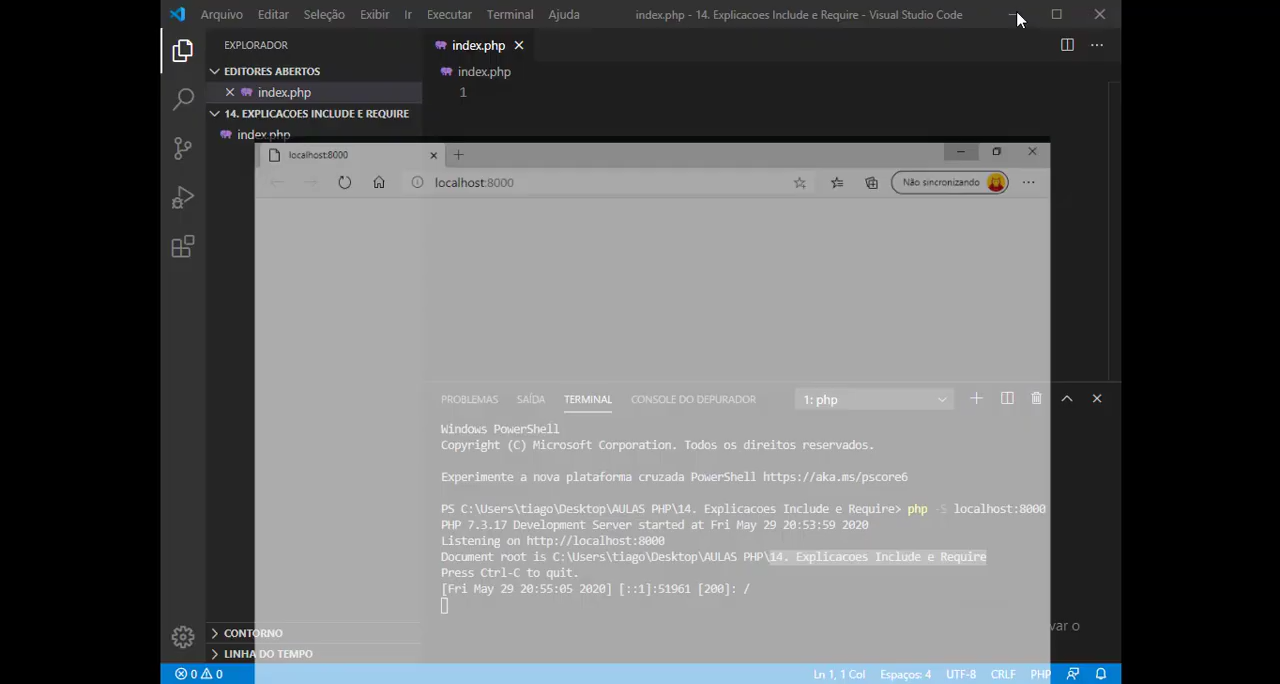 Arquivo Editar Seleção Exibir Ir Executar Terminal Ajuda index.php - 14. Explicacoes Include e Require - Visual Studio Code
EXPLORADOR
index.php
EDITORES ABERTOS
index.php
index.php
1
14. EXPLICACOES INCLUDE E REQUIRE
index.php
localhost:8000
localhost:8000
Não sincronizando
PROBLEMAS SAÍDA TERMINAL CONSOLE DO DEPURADOR 1: php
Windows PowerShell
Copyright (C) Microsoft Corporation. Todos os direitos reservados.
Experimente a nova plataforma cruzada PowerShell https://aka.ms/pscore6
PS C:\Users\tiago\Desktop\AULAS PHP\14. Explicacoes Include e Require> php -S localhost:8000
PHP 7.3.17 Development Server started at Fri May 29 20:53:59 2020
Listening on http://localhost:8000
Document root is C:\Users\tiago\Desktop\AULAS PHP\14. Explicacoes Include e Require
Press Ctrl-C to quit.
[Fri May 29 20:55:05 2020] [::1]:51961 [200]: /
CONTORNO
LINHA DO TEMPO
0 0 Ln 1, 1 Col Espaços: 4 UTF-8 CRLF PHP